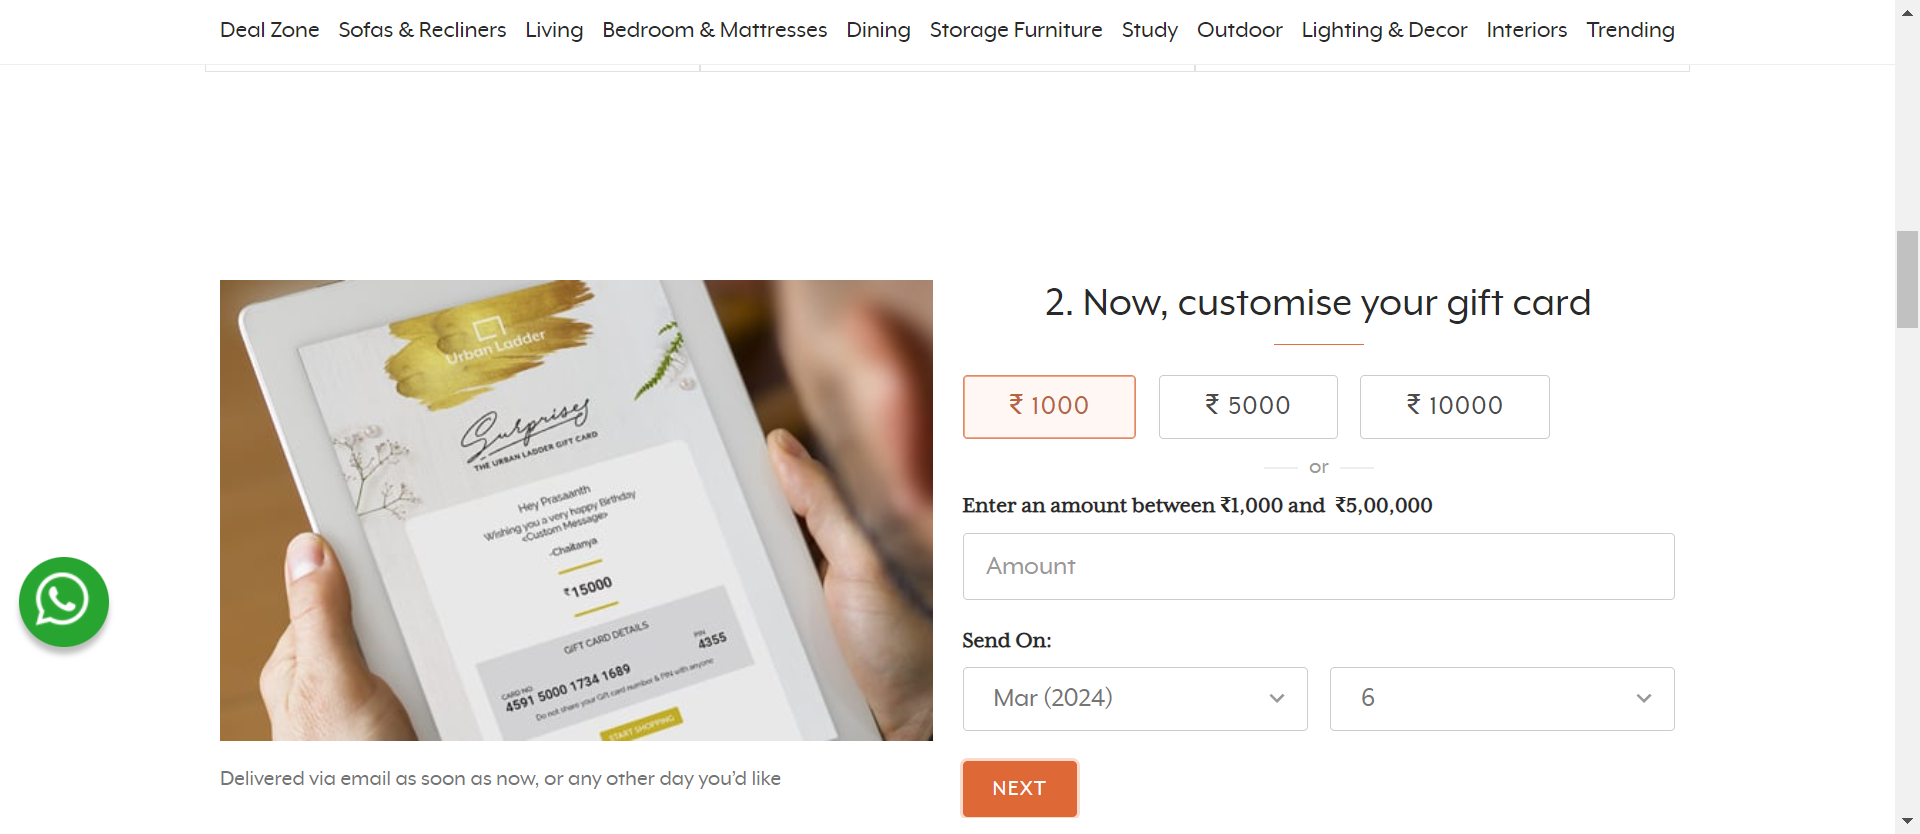 Deal Zone Sofas & Recliners Living Bedroom & Mattresses Dining Storage Furniture Study Outdoor Lighting & Decor Interiors Trending
Urban Ladder
Surprises
THE URBAN LADDER GIFT CARD
Hey Prasaanth
Wishing you a very happy Birthday
<Custom Message>
-Chaitanya
₹15000
GIFT CARD DETAILS
CARD NO
4591 5000 1734 1689
PIN
4355
Do not share your Gift card number & PIN with anyone
START SHOPPING
Delivered via email as soon as now, or any other day you'd like
2. Now, customise your gift card
₹ 1000 ₹ 5000 ₹ 10000
or
Enter an amount between ₹1,000 and ₹5,00,000
Amount
Send On:
Mar (2024) 6
NEXT